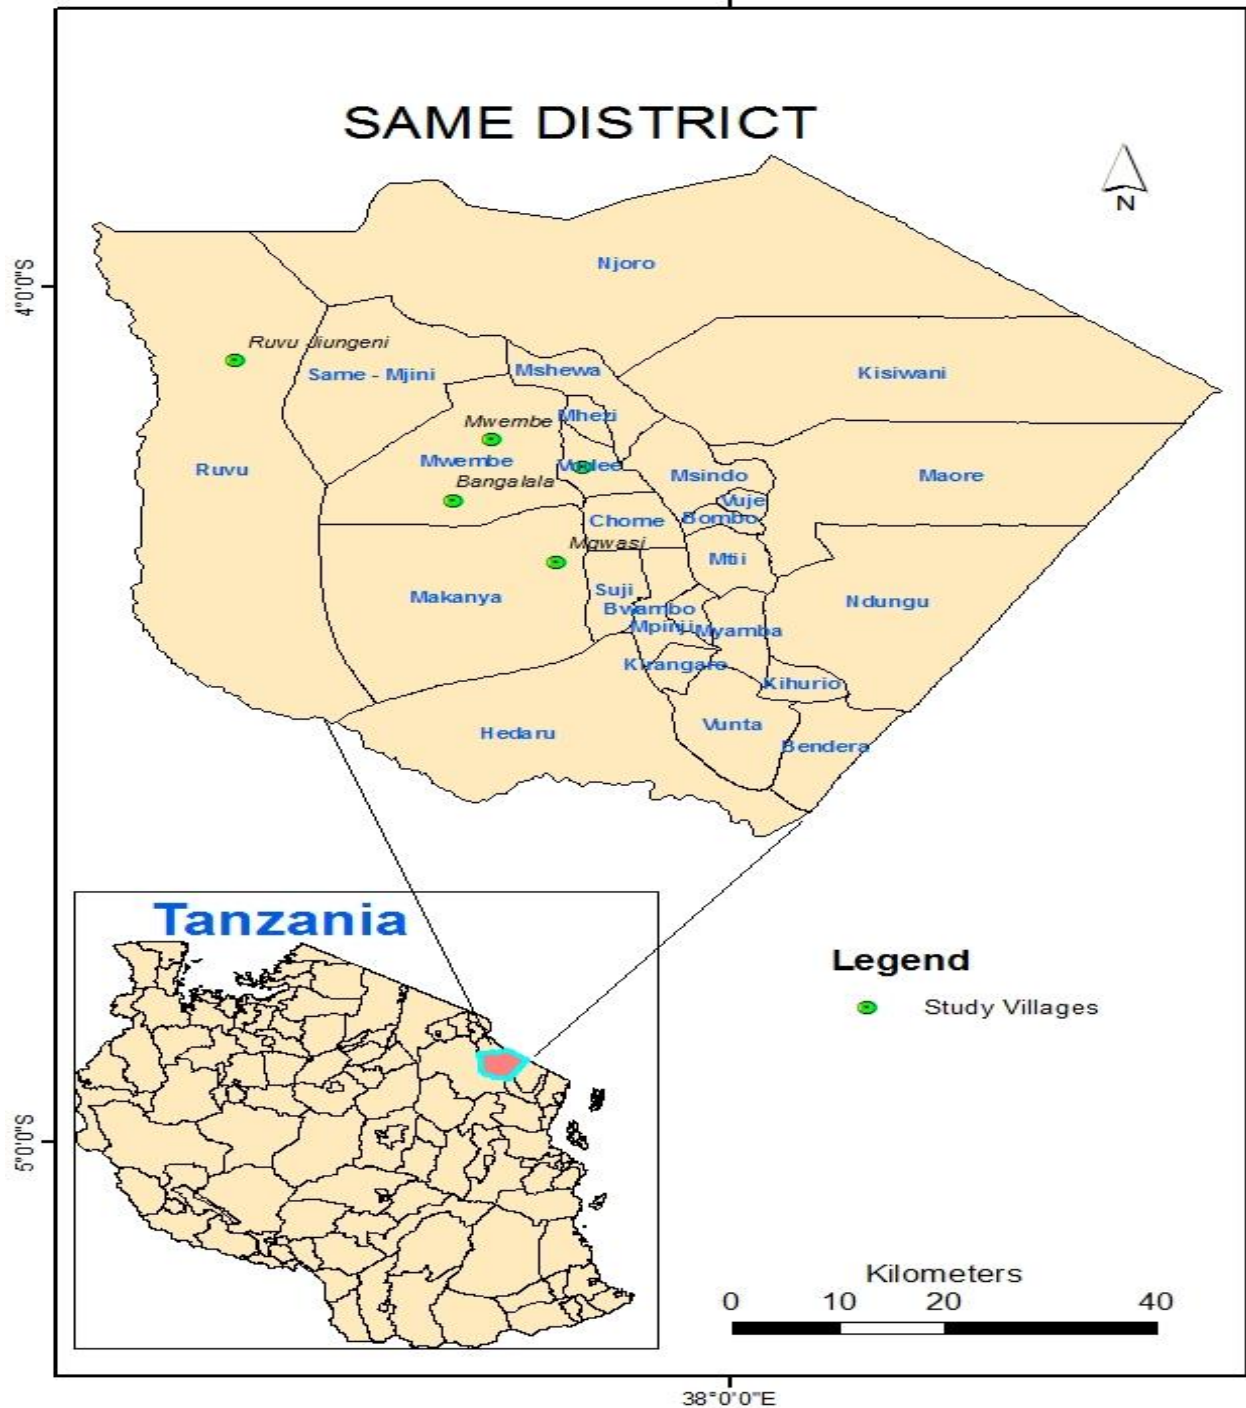 SAME DISTRICT
N
4°0'0"S
Njoro
Ruvu Jiungeni
Same - Mjini
Mshewa
Kisiwani
Mhezi
Mwembe
Mwembe
Ruvu
Msindo
Maore
Bangalala
Vuje
Chome
Bombo
Mgwasi
Mtii
Suji
Makanya
Ndungu
Bwambo
Mpinji
Myamba
Kirangare
Kihurio
Vunta
Hedaru
Bendera
Tanzania
Legend
Study Villages
5°0'0"S
Kilometers
0 10 20 40
38°0'0"E